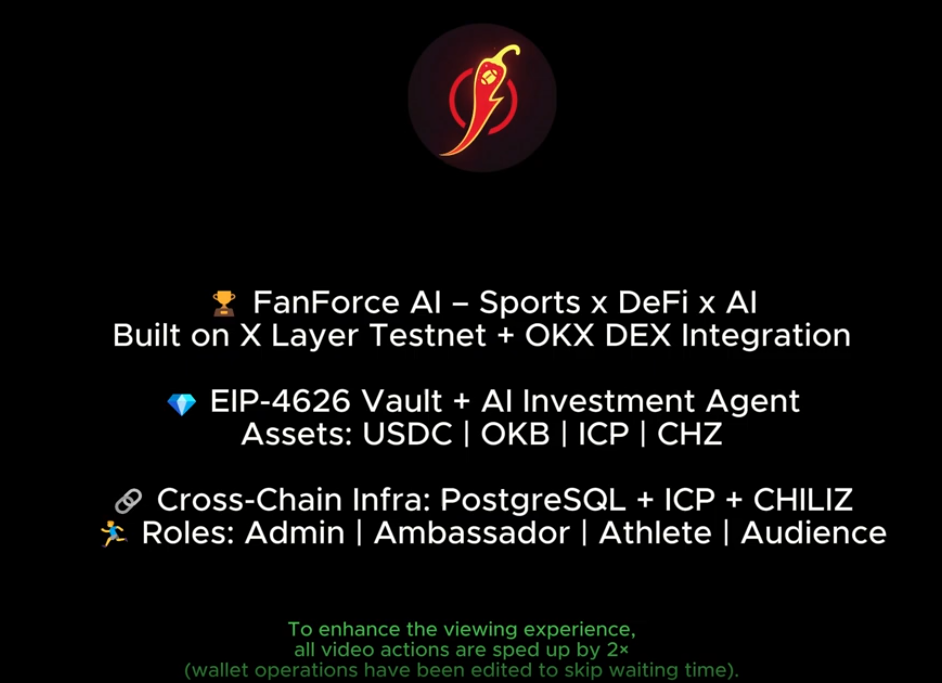 🏆 FanForce AI – Sports x DeFi x AI
Built on X Layer Testnet + OKX DEX Integration
💎 EIP-4626 Vault + AI Investment Agent
Assets: USDC | OKB | ICP | CHZ
🔗 Cross-Chain Infra: PostgreSQL + ICP + CHILIZ
🏃‍♂️ Roles: Admin | Ambassador | Athlete | Audience
To enhance the viewing experience,
all video actions are sped up by 2×
(wallet operations have been edited to skip waiting time).